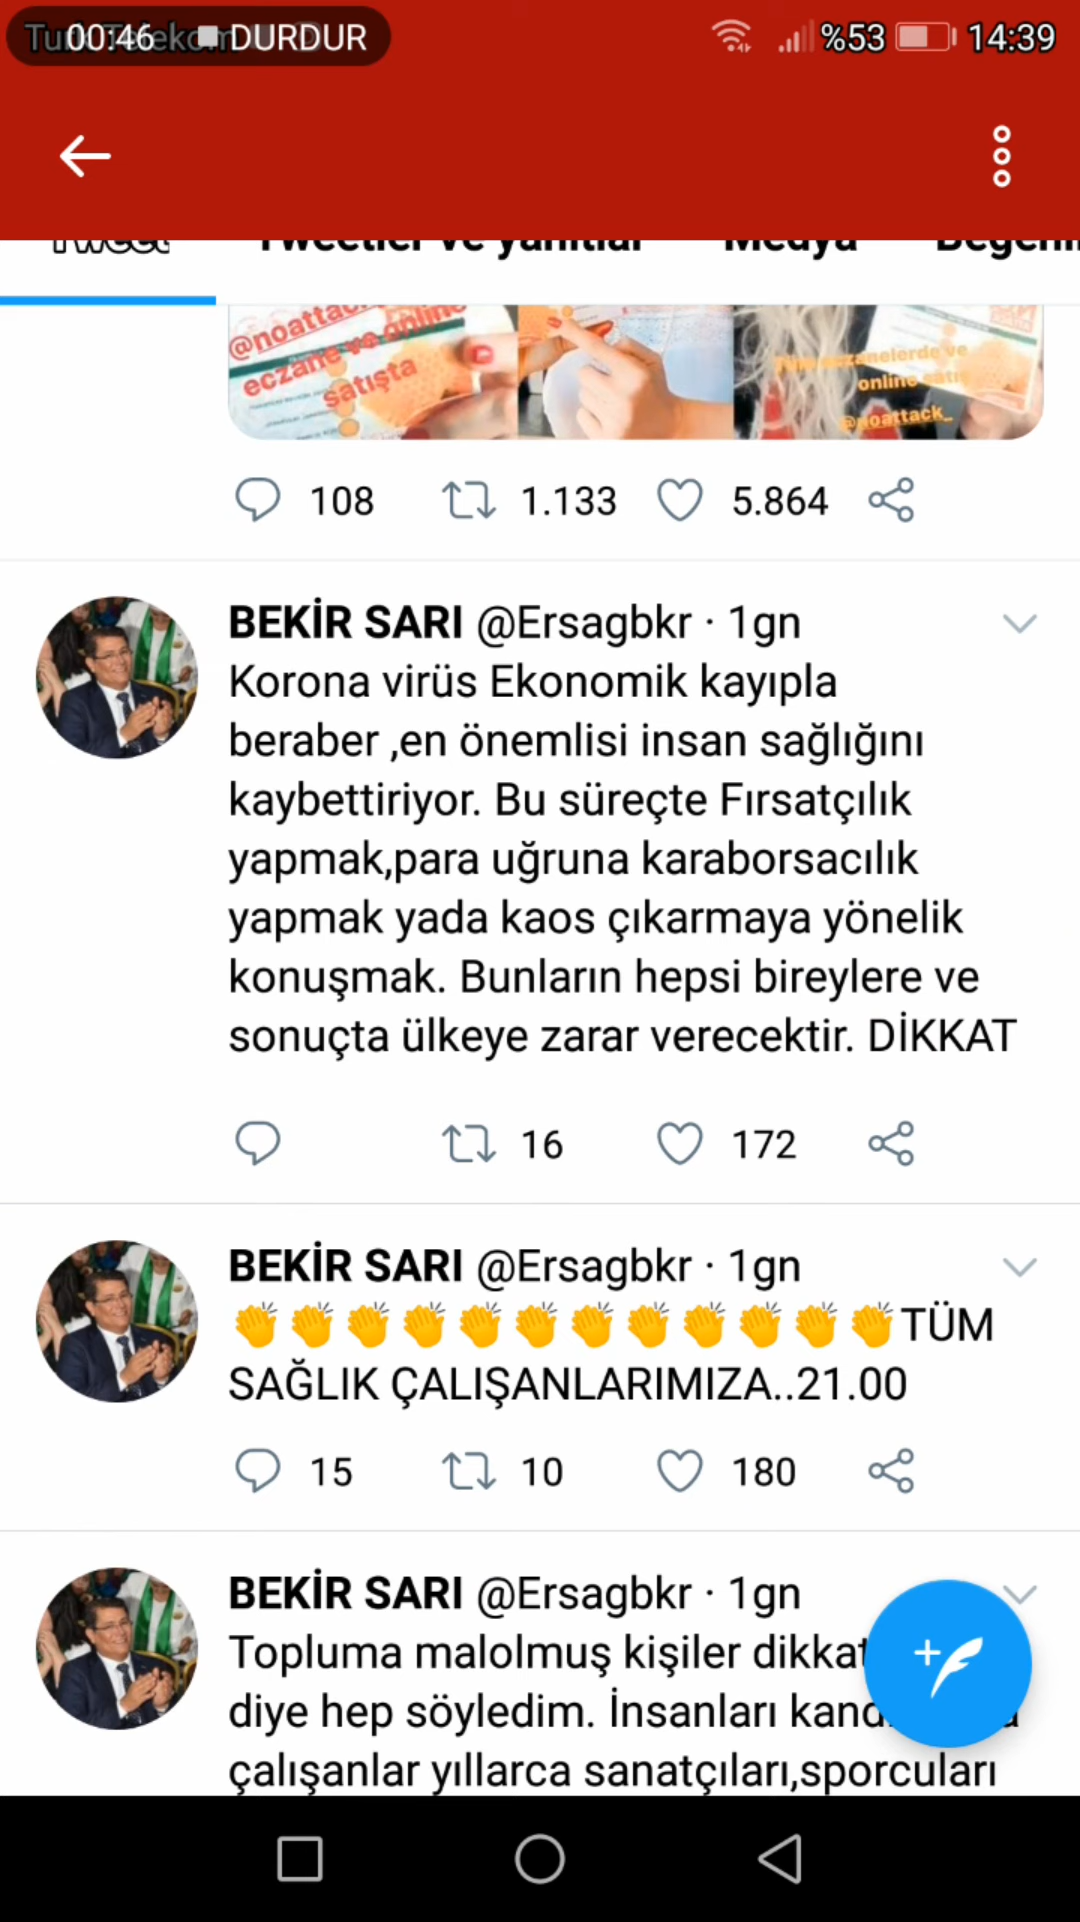 00:46 DURDUR %53 14:39
Tweet Tweetler ve yanıtlar Medya Beğeni
@noattack
eczane ve online
satışta
eczanelerde ve
online satış
@noattack_
108 1.133 5.864
BEKİR SARI @Ersagbkr · 1gn
Korona virüs Ekonomik kayıpla
beraber ,en önemlisi insan sağlığını
kaybettiriyor. Bu süreçte Fırsatçılık
yapmak,para uğruna karaborsacılık
yapmak yada kaos çıkarmaya yönelik
konuşmak. Bunların hepsi bireylere ve
sonuçta ülkeye zarar verecektir. DİKKAT
16 172
BEKİR SARI @Ersagbkr · 1gn
👏👏👏👏👏👏👏👏👏👏👏👏TÜM
SAĞLIK ÇALIŞANLARIMIZA..21.00
15 10 180
BEKİR SARI @Ersagbkr · 1gn
Topluma malolmuş kişiler dikkat
diye hep söyledim. İnsanları
çalışanlar yıllarca sanatçıları,sporcuları